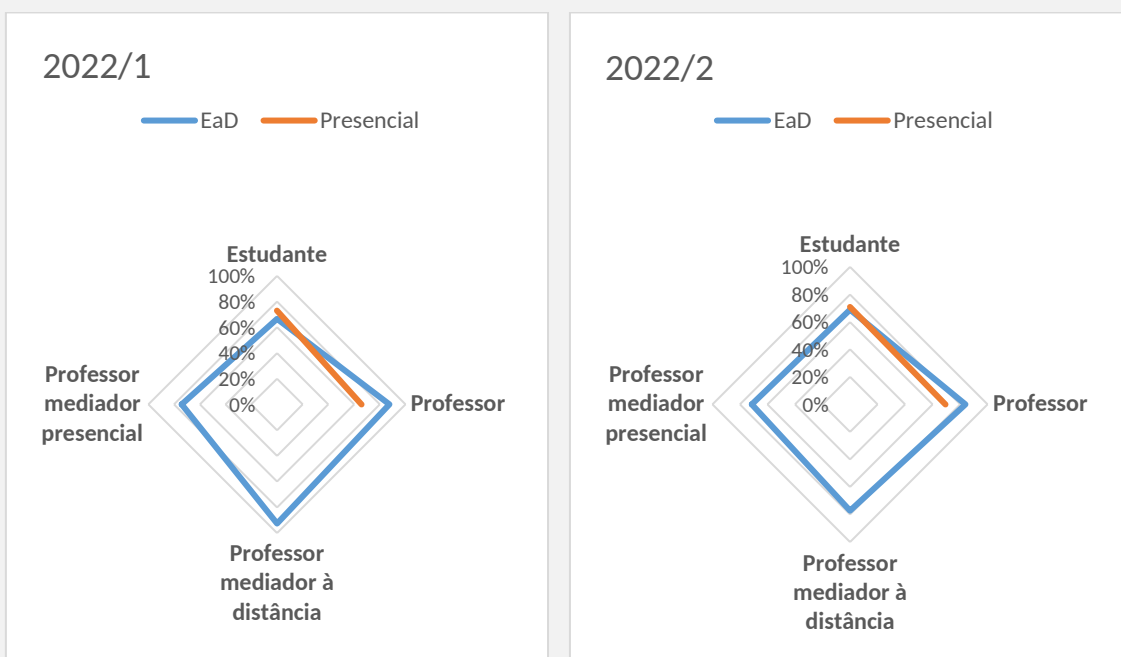 2022/1
EaD
Presencial
Estudante
100%
80%
60%
40%
20%
0%
Professor
mediador
presencial
Professor
Professor
mediador à
distância
2022/2
EaD
Presencial
Estudante
100%
80%
60%
40%
20%
0%
Professor
mediador
presencial
Professor
Professor
mediador à
distância